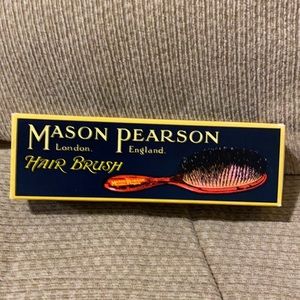 MASON PEARSON
London. England.
HAIR BRUSH